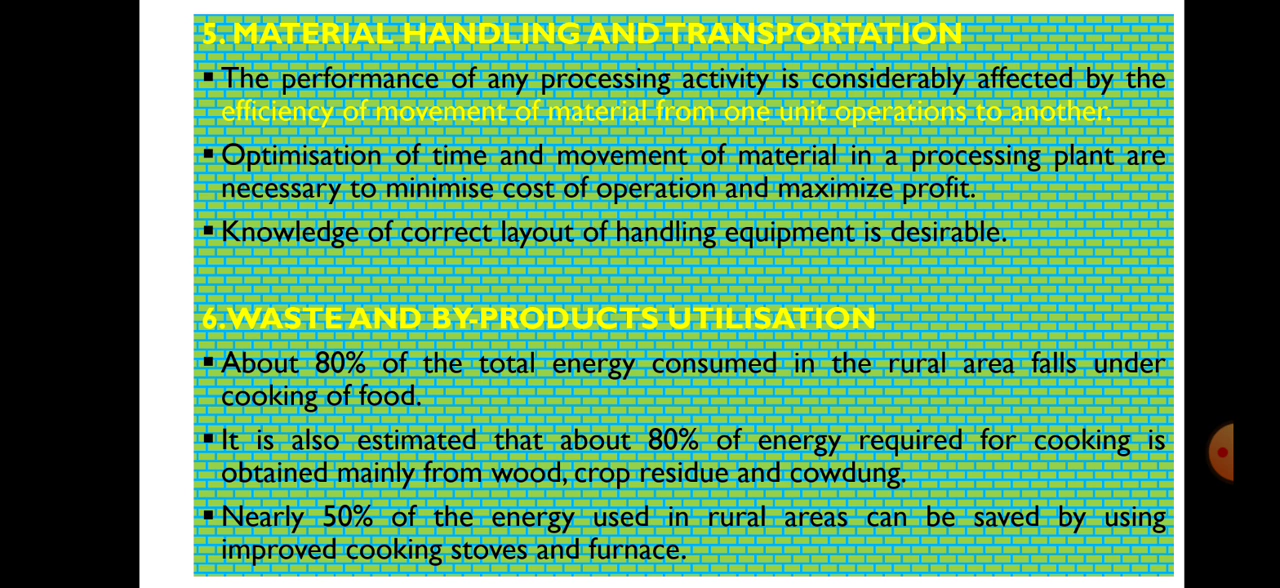 5. MATERIAL HANDLING AND TRANSPORTATION
▪ The performance of any processing activity is considerably affected by the
efficiency of movement of material from one unit operations to another.
▪ Optimisation of time and movement of material in a processing plant are
necessary to minimise cost of operation and maximize profit.
▪ Knowledge of correct layout of handling equipment is desirable.
6.WASTE AND BY-PRODUCTS UTILISATION
▪ About 80% of the total energy consumed in the rural area falls under
cooking of food.
▪ It is also estimated that about 80% of energy required for cooking is
obtained mainly from wood, crop residue and cowdung.
▪ Nearly 50% of the energy used in rural areas can be saved by using
improved cooking stoves and furnace.